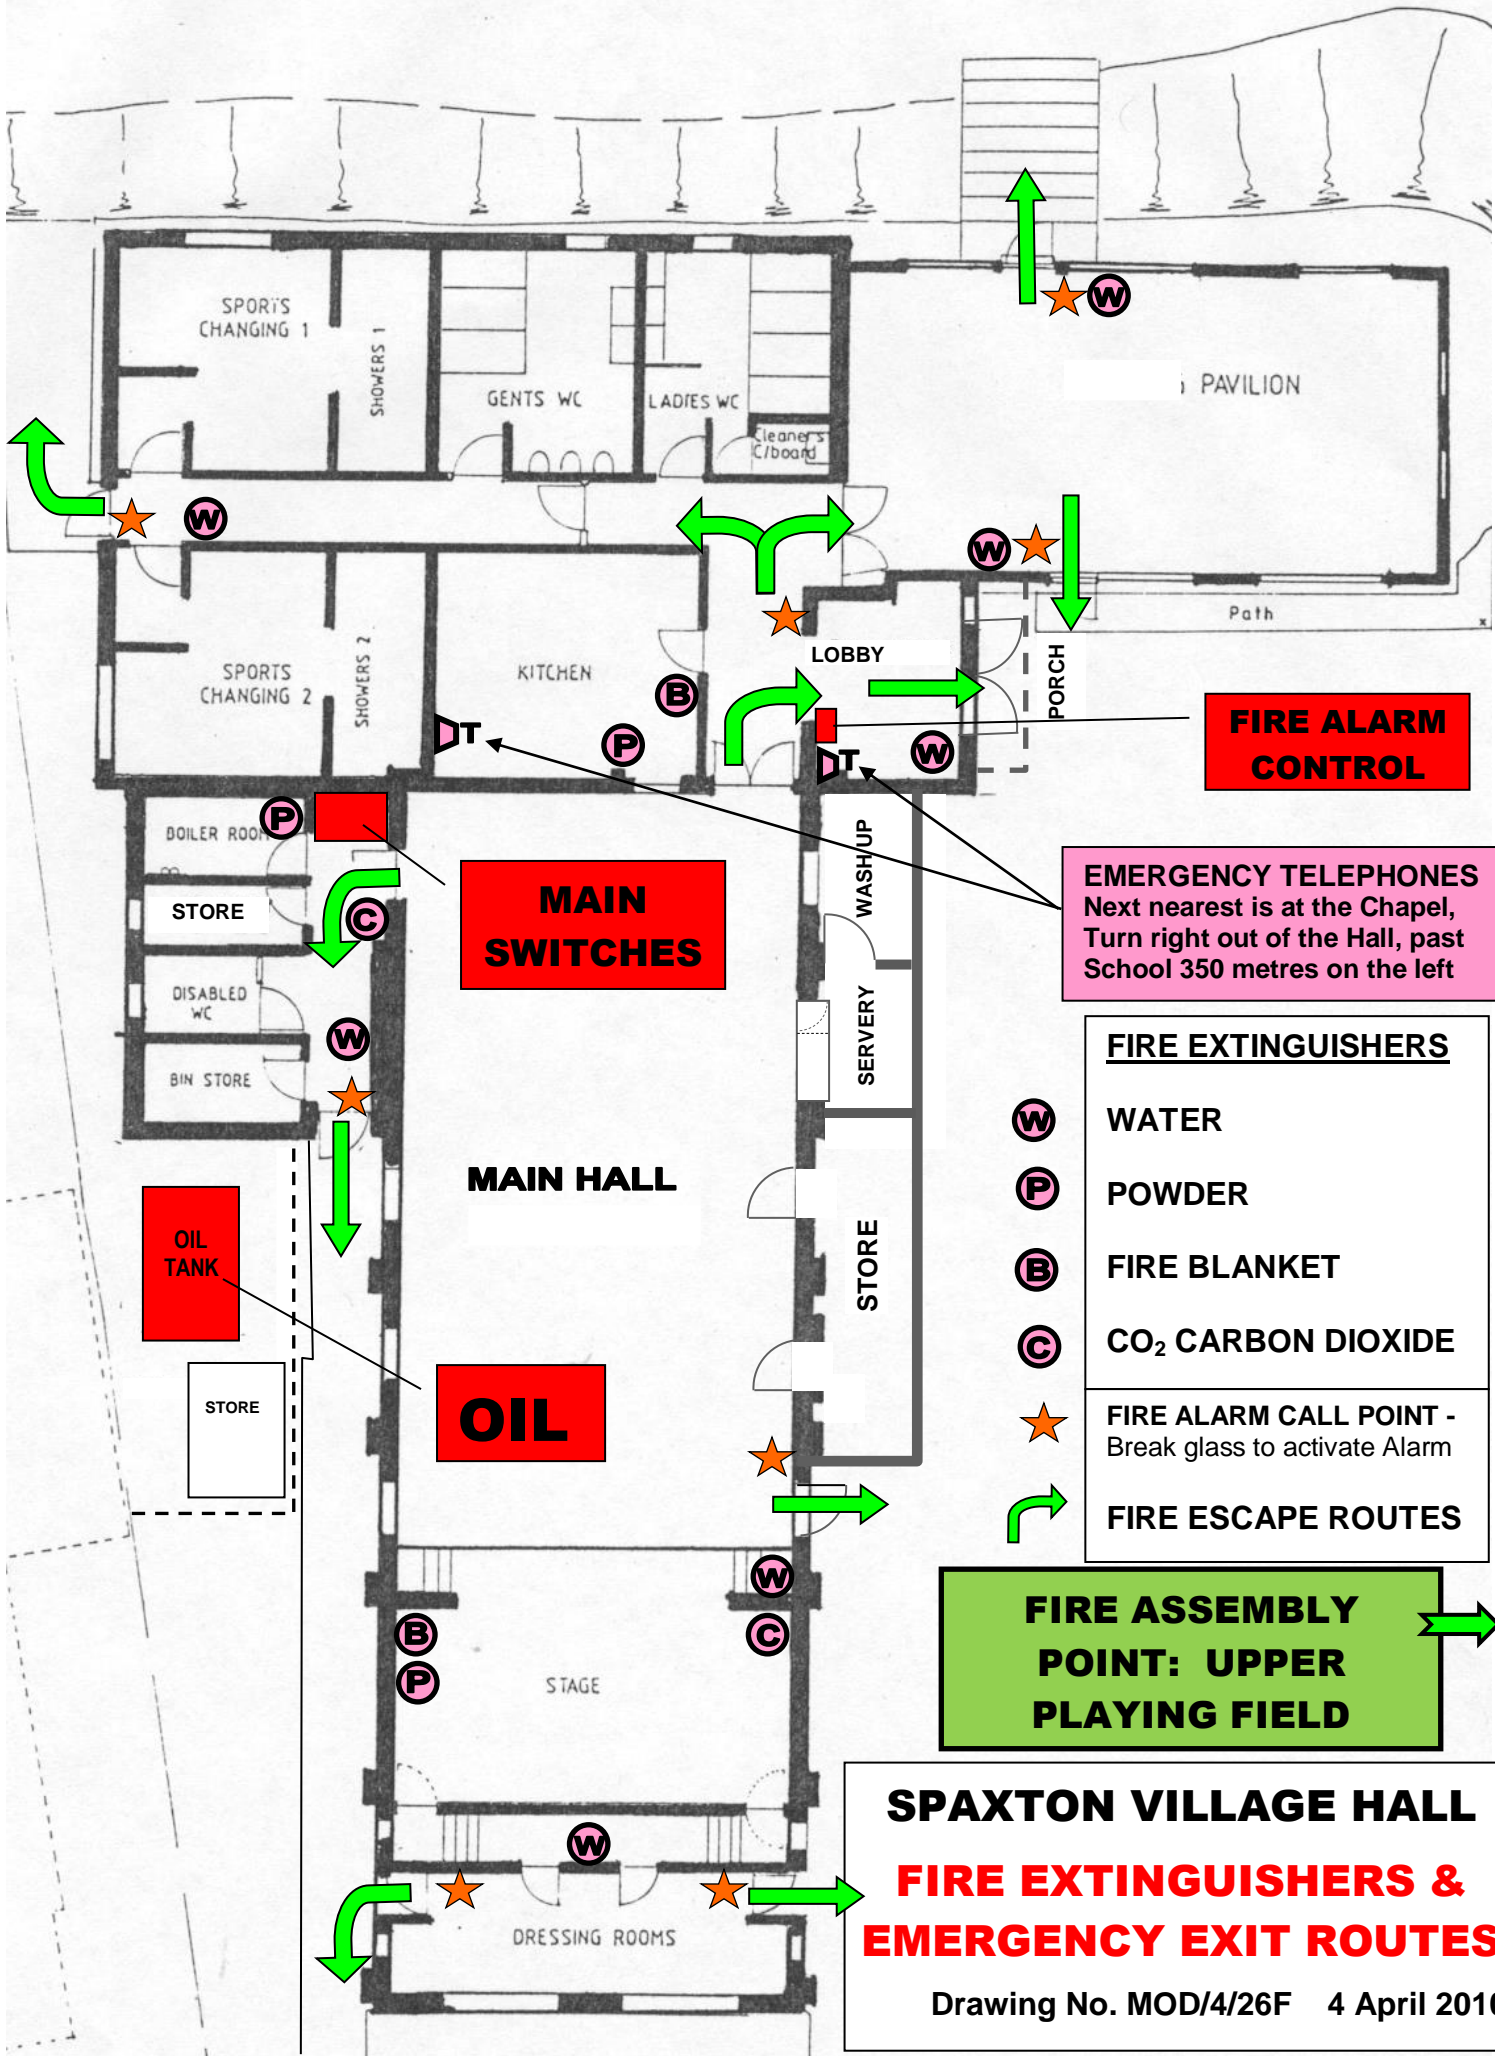 SPORTS
CHANGING 1
SHOWERS 1
GENTS WC
LADIES WC
Cleaners
C/board
W
PAVILION
W
W
Path
x
SPORTS
CHANGING 2
SHOWERS 2
KITCHEN
B
P
T
LOBBY
PORCH
W
T
FIRE ALARM
CONTROL
BOILER ROOM
P
STORE
C
DISABLED
WC
W
BIN STORE
MAIN
SWITCHES
WASH UP
SERVERY
STORE
EMERGENCY TELEPHONES
Next nearest is at the Chapel,
Turn right out of the Hall, past
School 350 metres on the left
MAIN HALL
OIL
TANK
STORE
OIL
FIRE EXTINGUISHERS
W WATER
P POWDER
B FIRE BLANKET
C CO₂ CARBON DIOXIDE
FIRE ALARM CALL POINT -
Break glass to activate Alarm
FIRE ESCAPE ROUTES
W
B
C
P
STAGE
W
DRESSING ROOMS
FIRE ASSEMBLY
POINT: UPPER
PLAYING FIELD
SPAXTON VILLAGE HALL
FIRE EXTINGUISHERS &
EMERGENCY EXIT ROUTES
Drawing No. MOD/4/26F 4 April